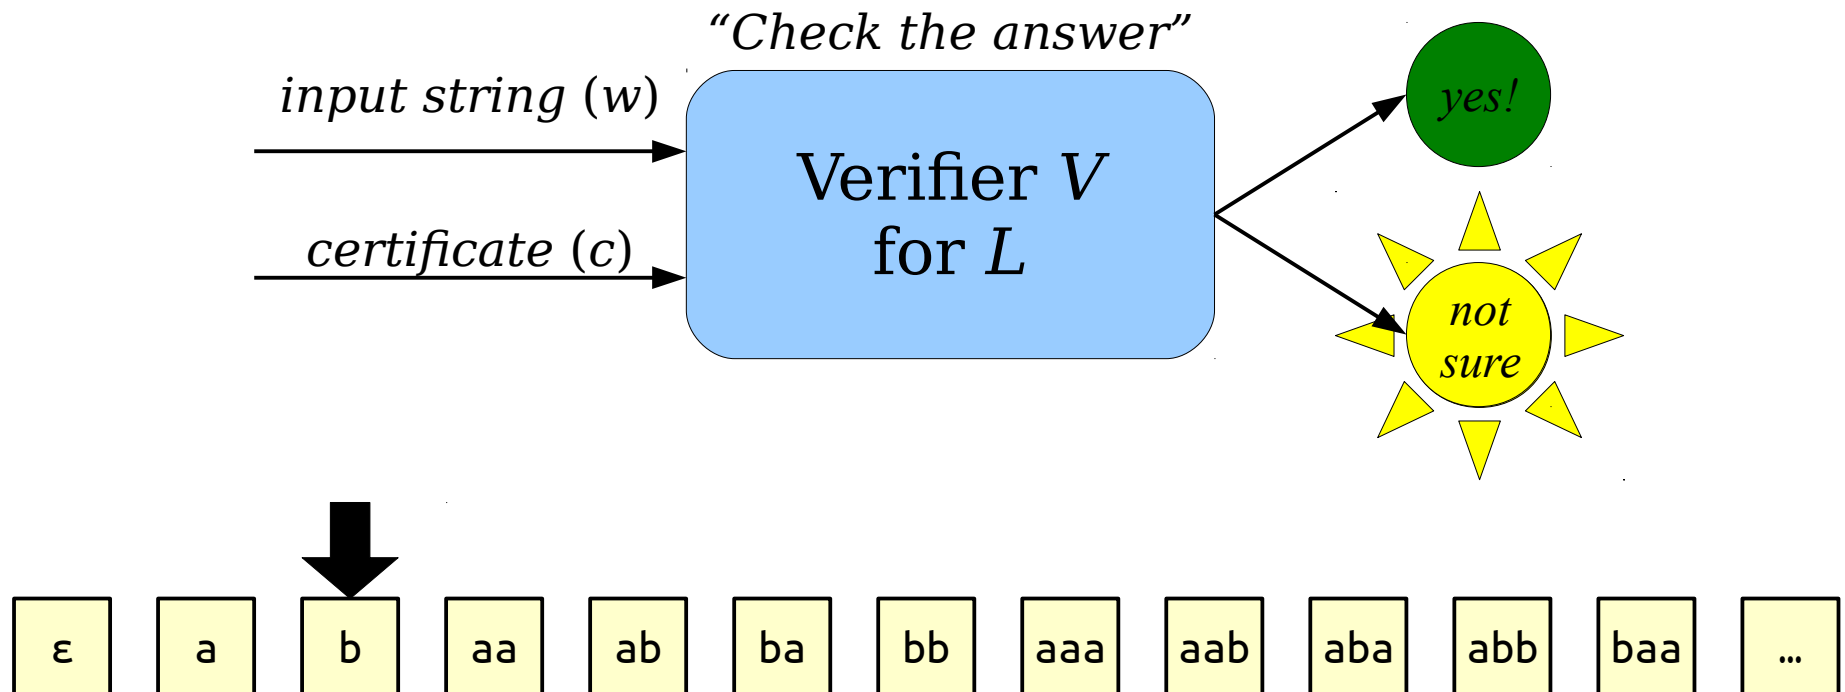 “Check the answer”
input string (w)
certificate (c)
Verifier V
for L
yes!
not
sure
ε a b aa ab ba bb aaa aab aba abb baa …